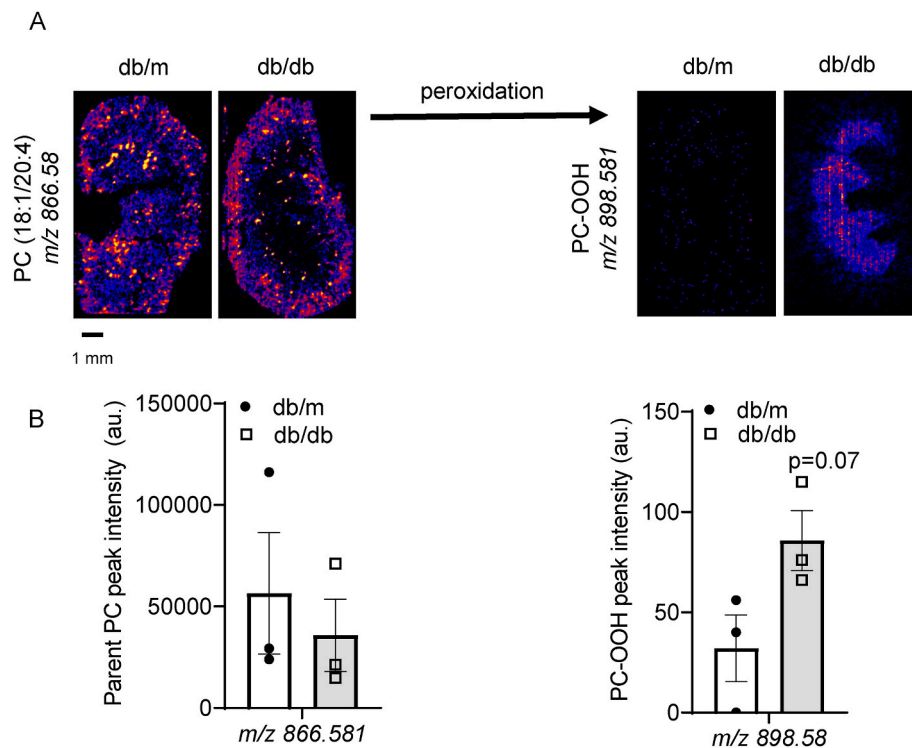 A
db/m
db/db
peroxidation
db/m
db/db
PC (18:1/20:4)
m/z 866.58
PC-OOH
m/z 898.581
1 mm
B
Parent PC peak intensity (au.)
150000
100000
50000
0
db/m
db/db
m/z 866.581
PC-OOH peak intensity (au.)
150
100
50
0
db/m
db/db
p=0.07
m/z 898.58